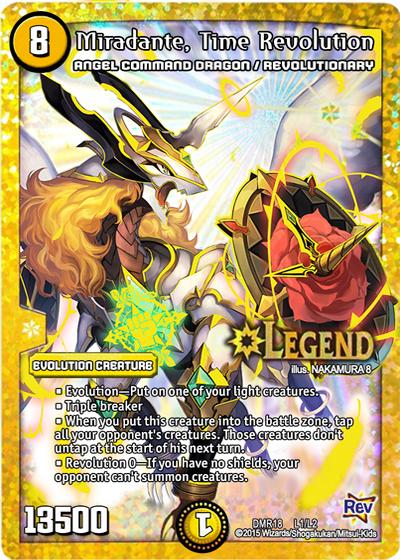 8
Miradante, Time Revolution
ANGEL COMMAND DRAGON / REVOLUTIONARY
LEGEND
illus. NAKAMURA 8
EVOLUTION CREATURE
▪ Evolution—Put on one of your light creatures.
▪ Triple breaker
▪ When you put this creature into the battle zone, tap
all your opponent's creatures. Those creatures don't
untap at the start of his next turn.
▪ Revolution 0—If you have no shields, your
opponent can't summon creatures.
Rev
13500
1
DMR18 L1/L2
©2015 Wizards/Shogakukan/Mitsui-Kids